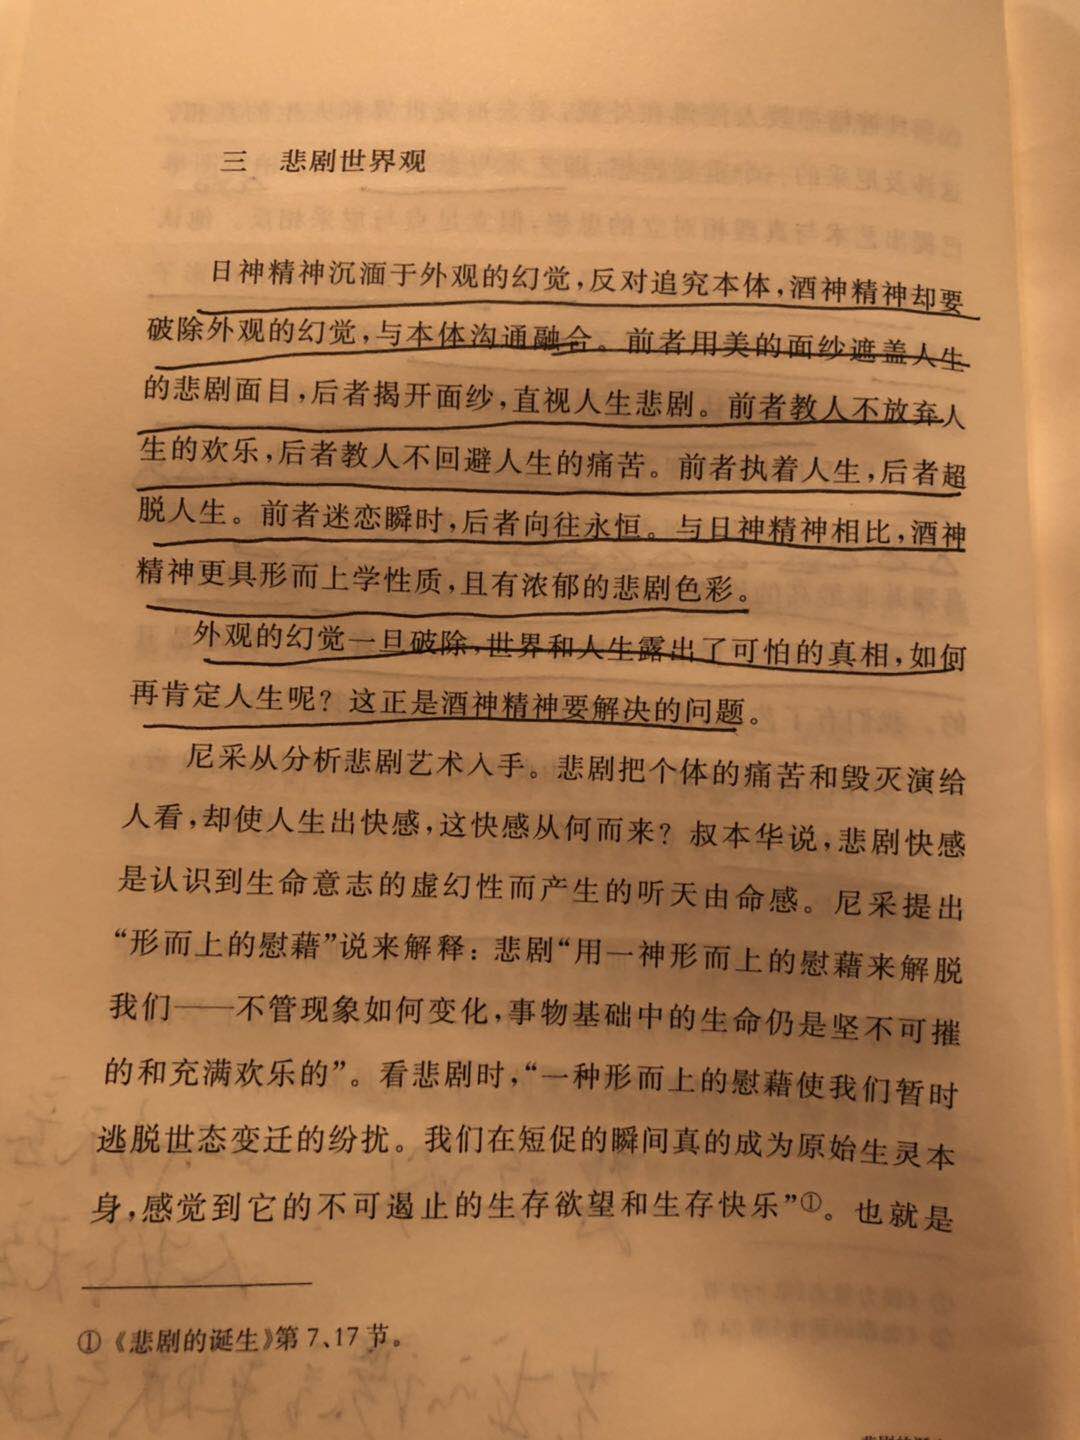 三　悲剧世界观
日神精神沉湎于外观的幻觉，反对追究本体，酒神精神却要
破除外观的幻觉，与本体沟通融合。前者用美的面纱遮盖人生
的悲剧面目，后者揭开面纱，直视人生悲剧。前者教人不放弃人
生的欢乐，后者教人不回避人生的痛苦。前者执着人生，后者超
脱人生。前者迷恋瞬时，后者向往永恒。与日神精神相比，酒神
精神更具形而上学性质，且有浓郁的悲剧色彩。
外观的幻觉一旦破除，世界和人生露出了可怕的真相，如何
再肯定人生呢？这正是酒神精神要解决的问题。
尼采从分析悲剧艺术入手。悲剧把个体的痛苦和毁灭演给
人看，却使人生出快感，这快感从何而来？叔本华说，悲剧快感
是认识到生命意志的虚幻性而产生的听天由命感。尼采提出
“形而上的慰藉”说来解释：悲剧“用一神形而上的慰藉来解脱
我们——不管现象如何变化，事物基础中的生命仍是坚不可摧
的和充满欢乐的”。看悲剧时，“一种形而上的慰藉使我们暂时
逃脱世态变迁的纷扰。我们在短促的瞬间真的成为原始生灵本
身，感觉到它的不可遏止的生存欲望和生存快乐”①。也就是
①《悲剧的诞生》第7、17节。